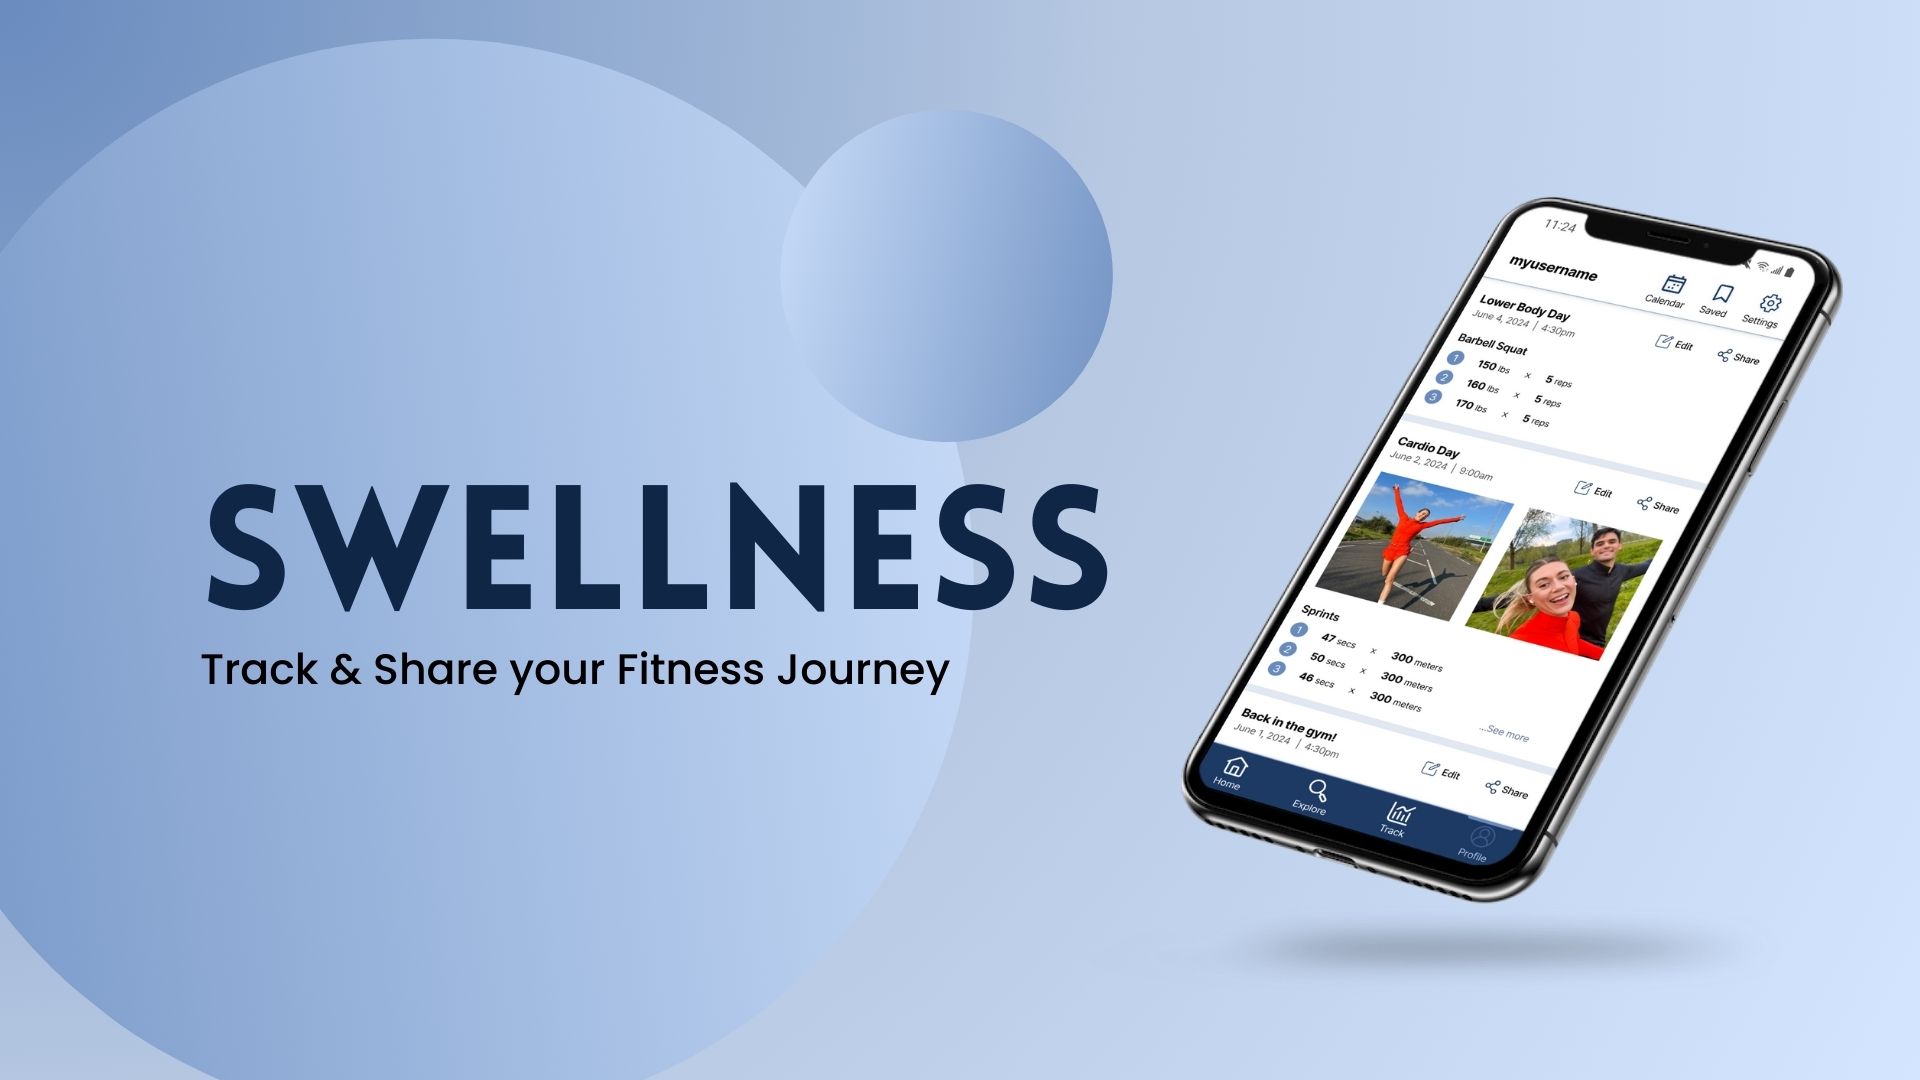 SWELLNESS
Track & Share your Fitness Journey
11:24
myusername
Calendar
Saved
Settings
Lower Body Day
June 4, 2024 | 4:30pm
Edit
Share
Barbell Squat
1 150 lbs x 5 reps
2 160 lbs x 5 reps
3 170 lbs x 5 reps
Cardio Day
June 2, 2024 | 9:00am
Edit
Share
Sprints
1 47 secs x 300 meters
2 50 secs x 300 meters
3 46 secs x 300 meters
...See more
Back in the gym!
June 1, 2024 | 4:30pm
Edit
Share
Home
Explore
Track
Profile